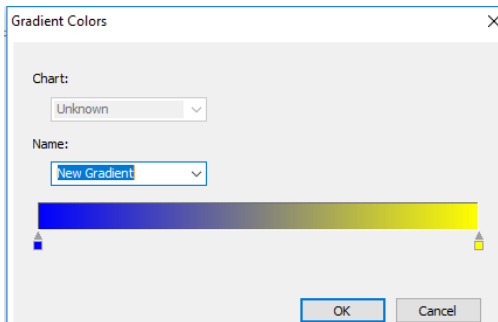 Gradient Colors
Chart:
Unknown
Name:
New Gradient
OK Cancel